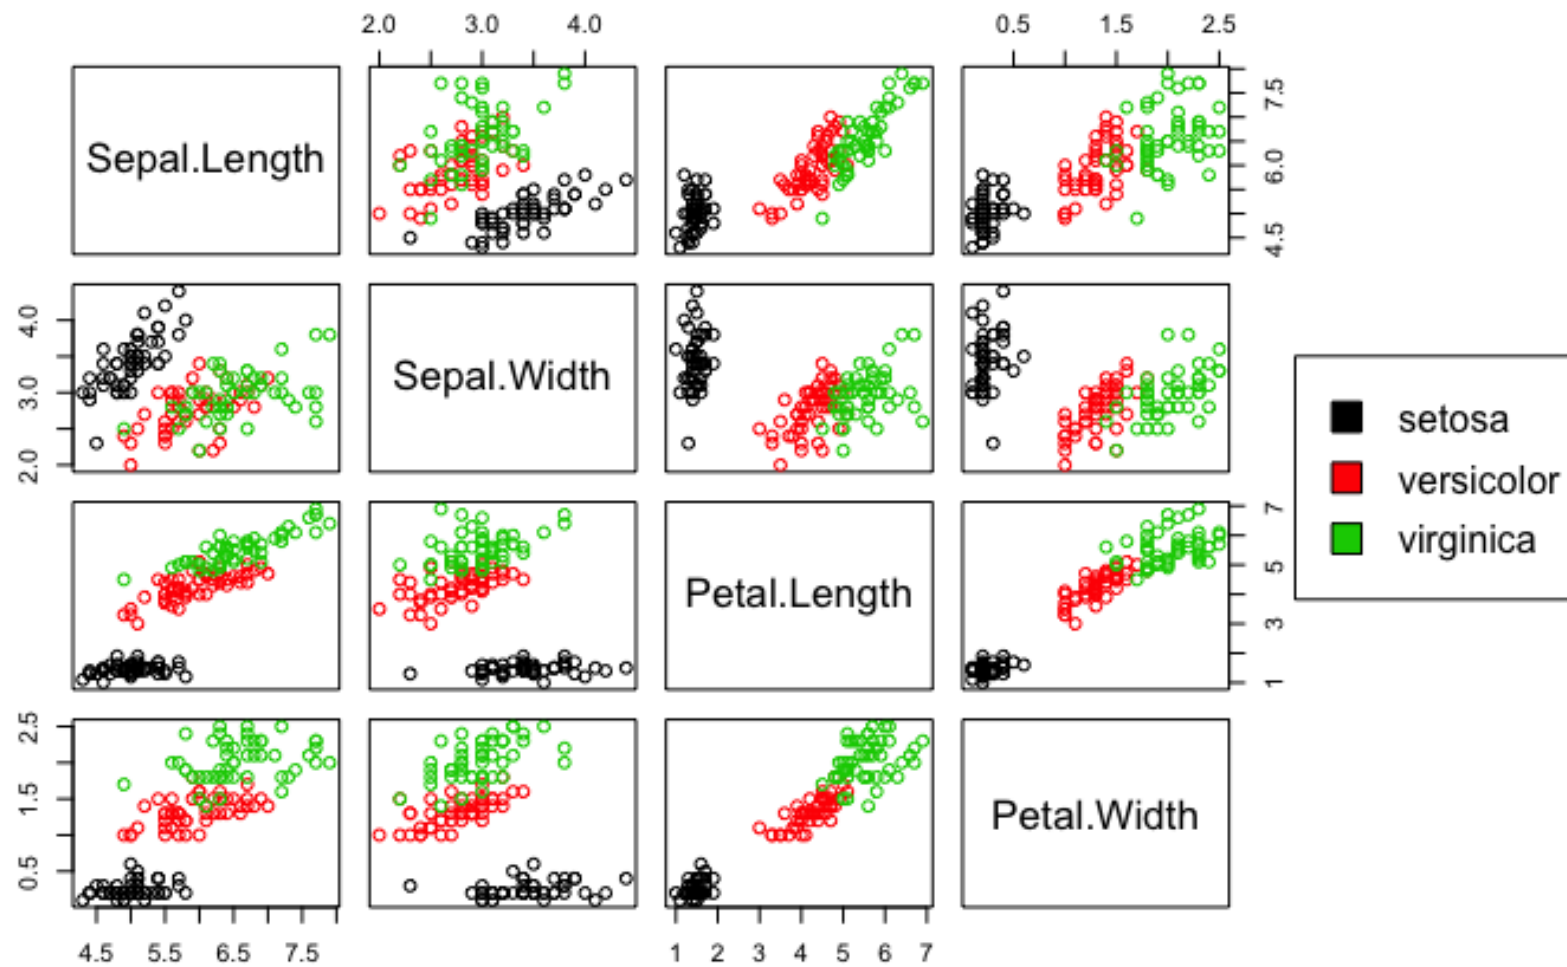 2.0 3.0 4.0 0.5 1.5 2.5
Sepal.Length
4.5 6.0 7.5
Sepal.Width
2.0 3.0 4.0
setosa
versicolor
virginica
Petal.Length
1 3 5 7
Petal.Width
0.5 1.5 2.5
4.5 5.5 6.5 7.5 1 2 3 4 5 6 7